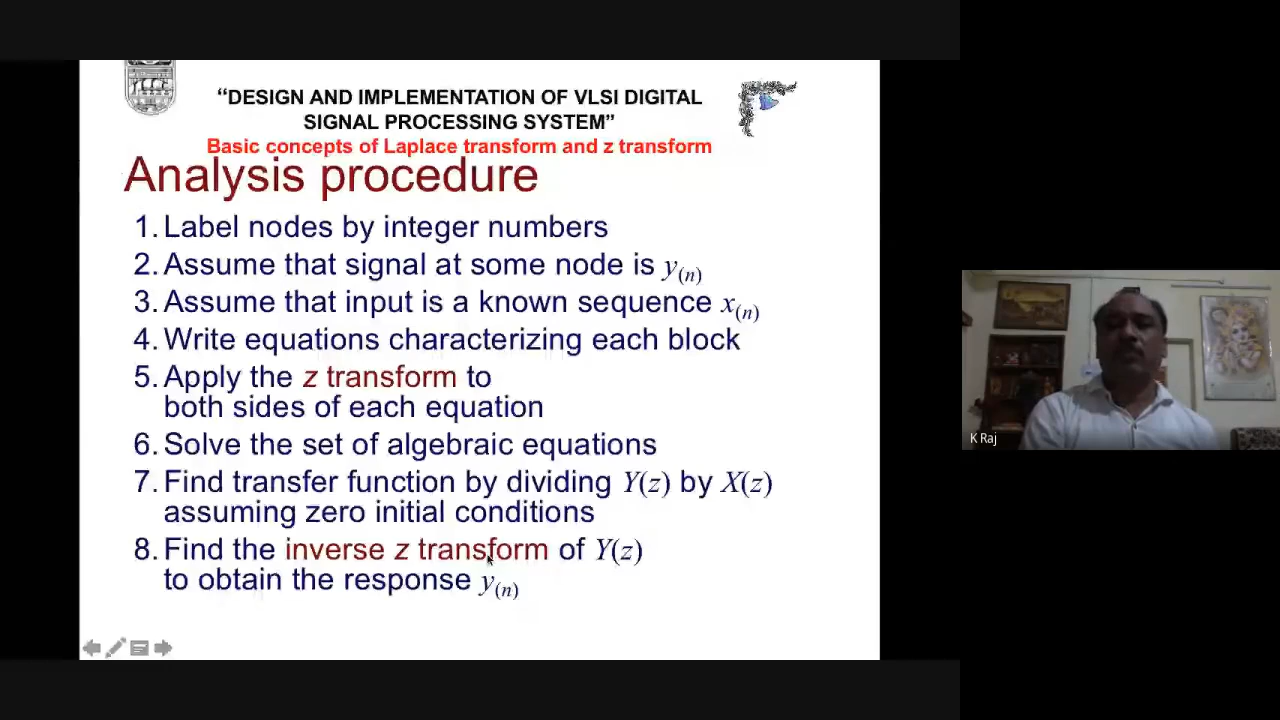 “DESIGN AND IMPLEMENTATION OF VLSI DIGITAL
SIGNAL PROCESSING SYSTEM”
Basic concepts of Laplace transform and z transform
Analysis procedure
1. Label nodes by integer numbers
2. Assume that signal at some node is y(n)
3. Assume that input is a known sequence x(n)
4. Write equations characterizing each block
5. Apply the z transform to
both sides of each equation
6. Solve the set of algebraic equations
7. Find transfer function by dividing Y(z) by X(z)
assuming zero initial conditions
8. Find the inverse z transform of Y(z)
to obtain the response y(n)
K Raj